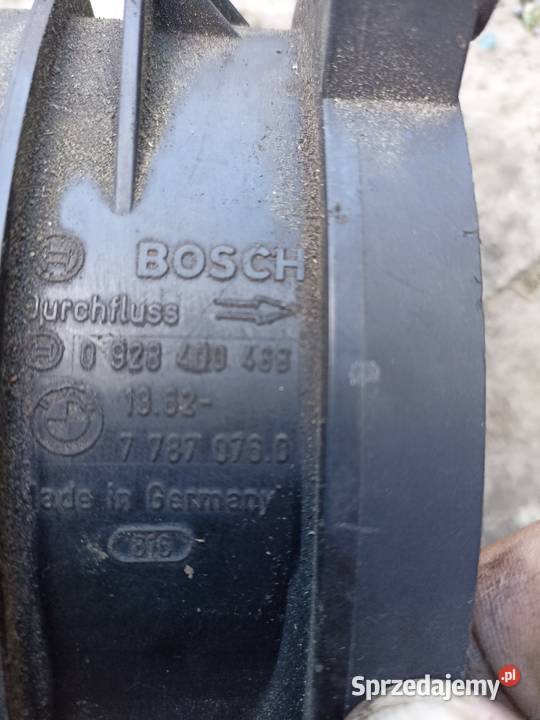 BOSCH
Durchfluss
0 928 400 468
13.62-
7 787 076.0
Made in Germany
Sprzedajemy.pl